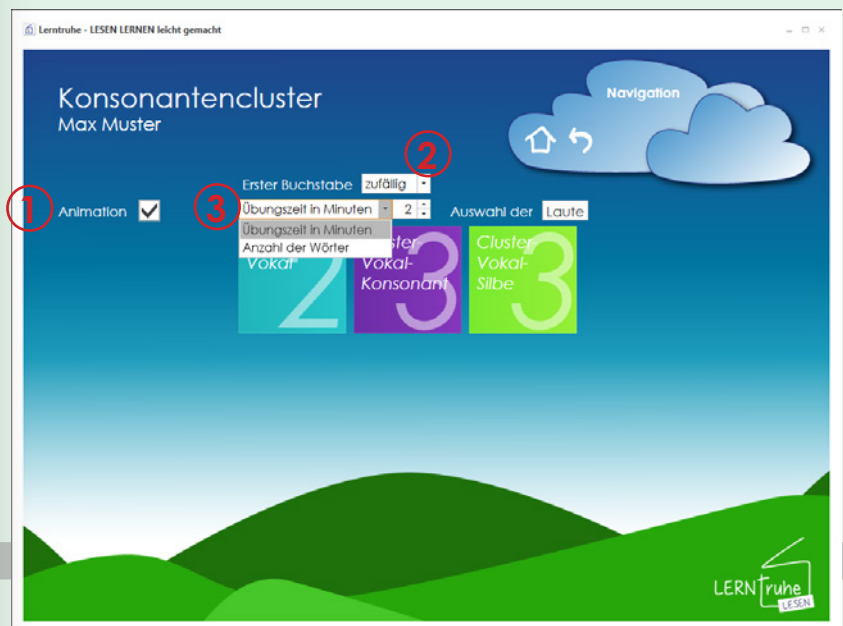 Lerntruhe - LESEN LERNEN leicht gemacht
Konsonantencluster
Max Muster
Navigation
2
Erster Buchstabe zufällig
1 Animation
3 Übungszeit in Minuten 2 Auswahl der Laute
Übungszeit in Minuten
Anzahl der Wörter
Vokal
2
Vokal-
Konsonant
3
Cluster
Vokal-
Silbe
3
LERNTruhe
LESEN